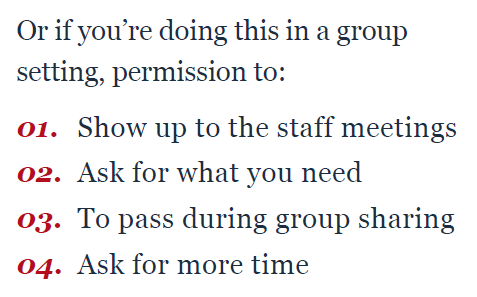 Or if you’re doing this in a group
setting, permission to:
01. Show up to the staff meetings
02. Ask for what you need
03. To pass during group sharing
04. Ask for more time